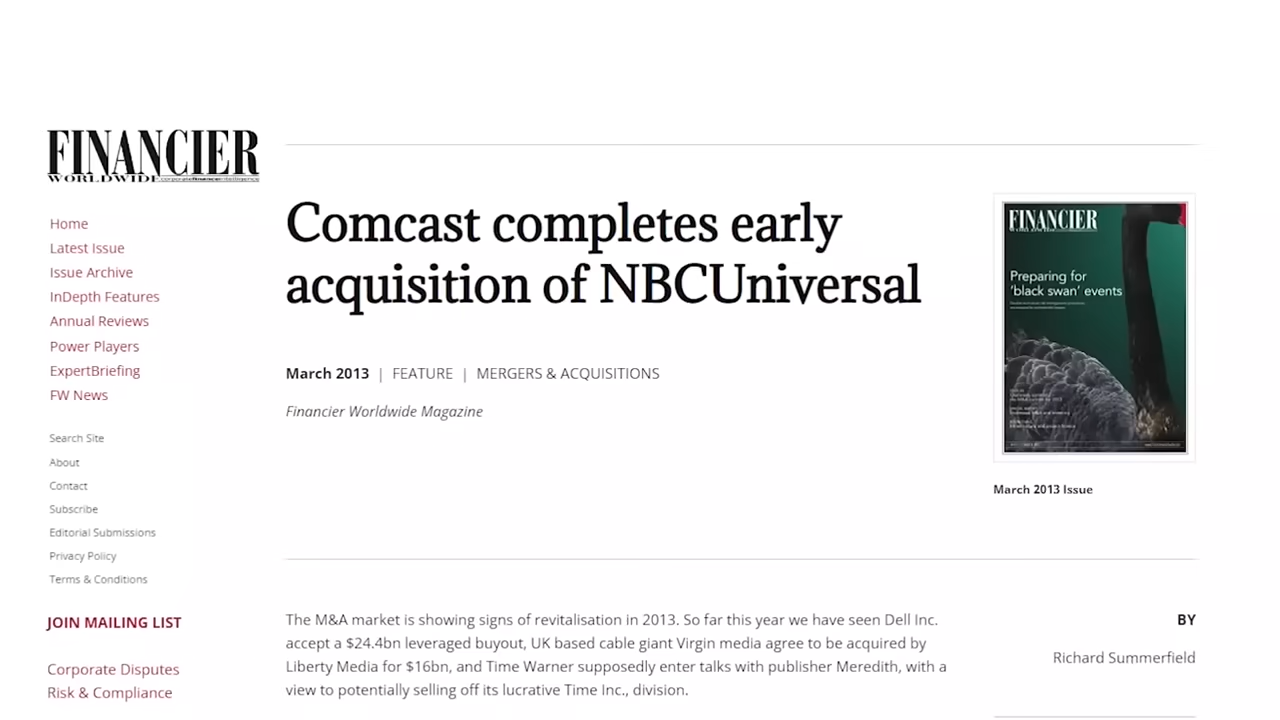 FINANCIER
WORLDWIDE corporatefinanceintelligence
Home
Latest Issue
Issue Archive
InDepth Features
Annual Reviews
Power Players
ExpertBriefing
FW News
Search Site
About
Contact
Subscribe
Editorial Submissions
Privacy Policy
Terms & Conditions
JOIN MAILING LIST
Corporate Disputes
Risk & Compliance
Comcast completes early
acquisition of NBCUniversal
March 2013 | FEATURE | MERGERS & ACQUISITIONS
Financier Worldwide Magazine
FINANCIER
Preparing for
'black swan' events
March 2013 Issue
The M&A market is showing signs of revitalisation in 2013. So far this year we have seen Dell Inc.
accept a $24.4bn leveraged buyout, UK based cable giant Virgin media agree to be acquired by
Liberty Media for $16bn, and Time Warner supposedly enter talks with publisher Meredith, with a
view to potentially selling off its lucrative Time Inc., division.
BY
Richard Summerfield